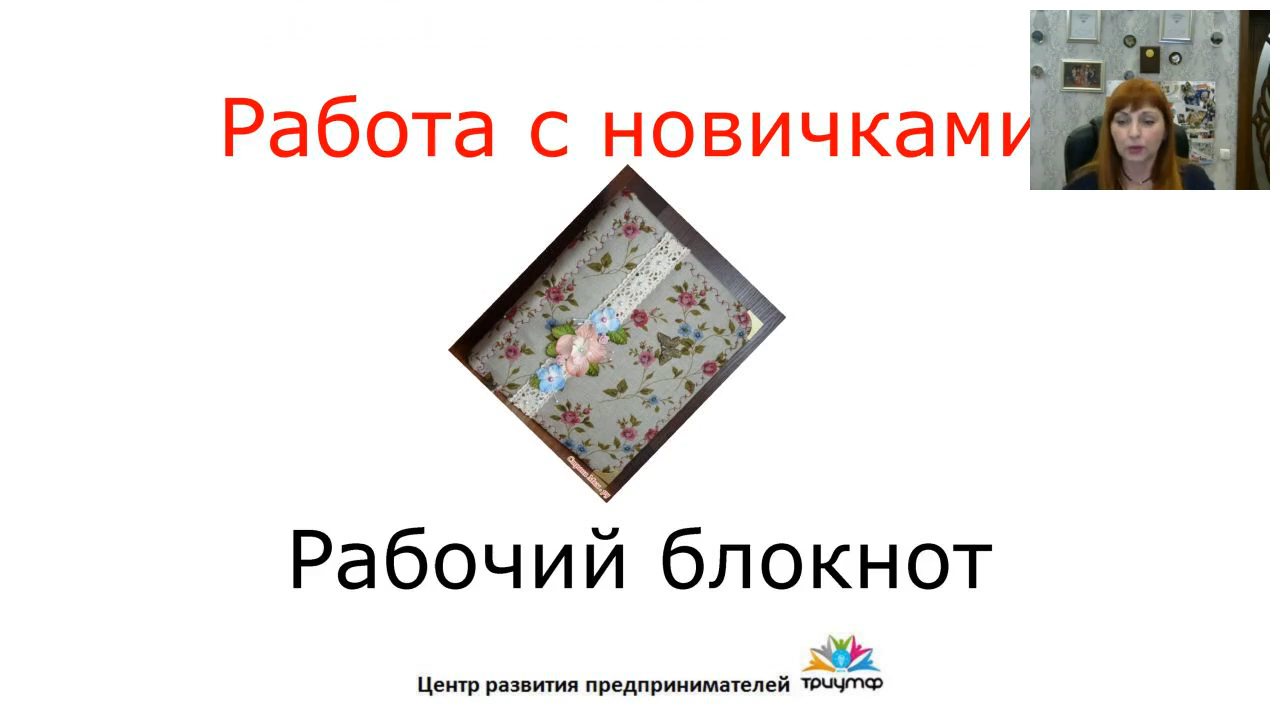 Работа с новичками
Рабочий блокнот
Центр развития предпринимателей
триумф